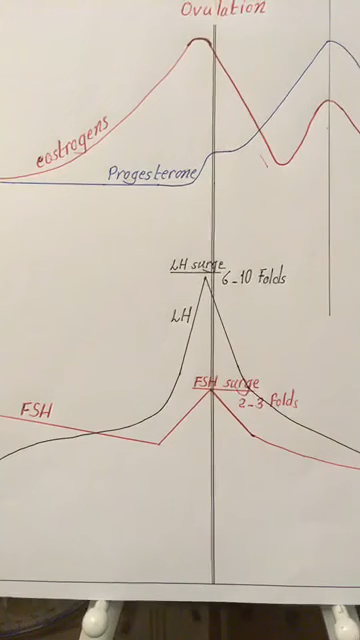 Ovulation
eostrogens
Progesterone
LH surge
6-10 Folds
LH
FSH surge
2-3 folds
FSH